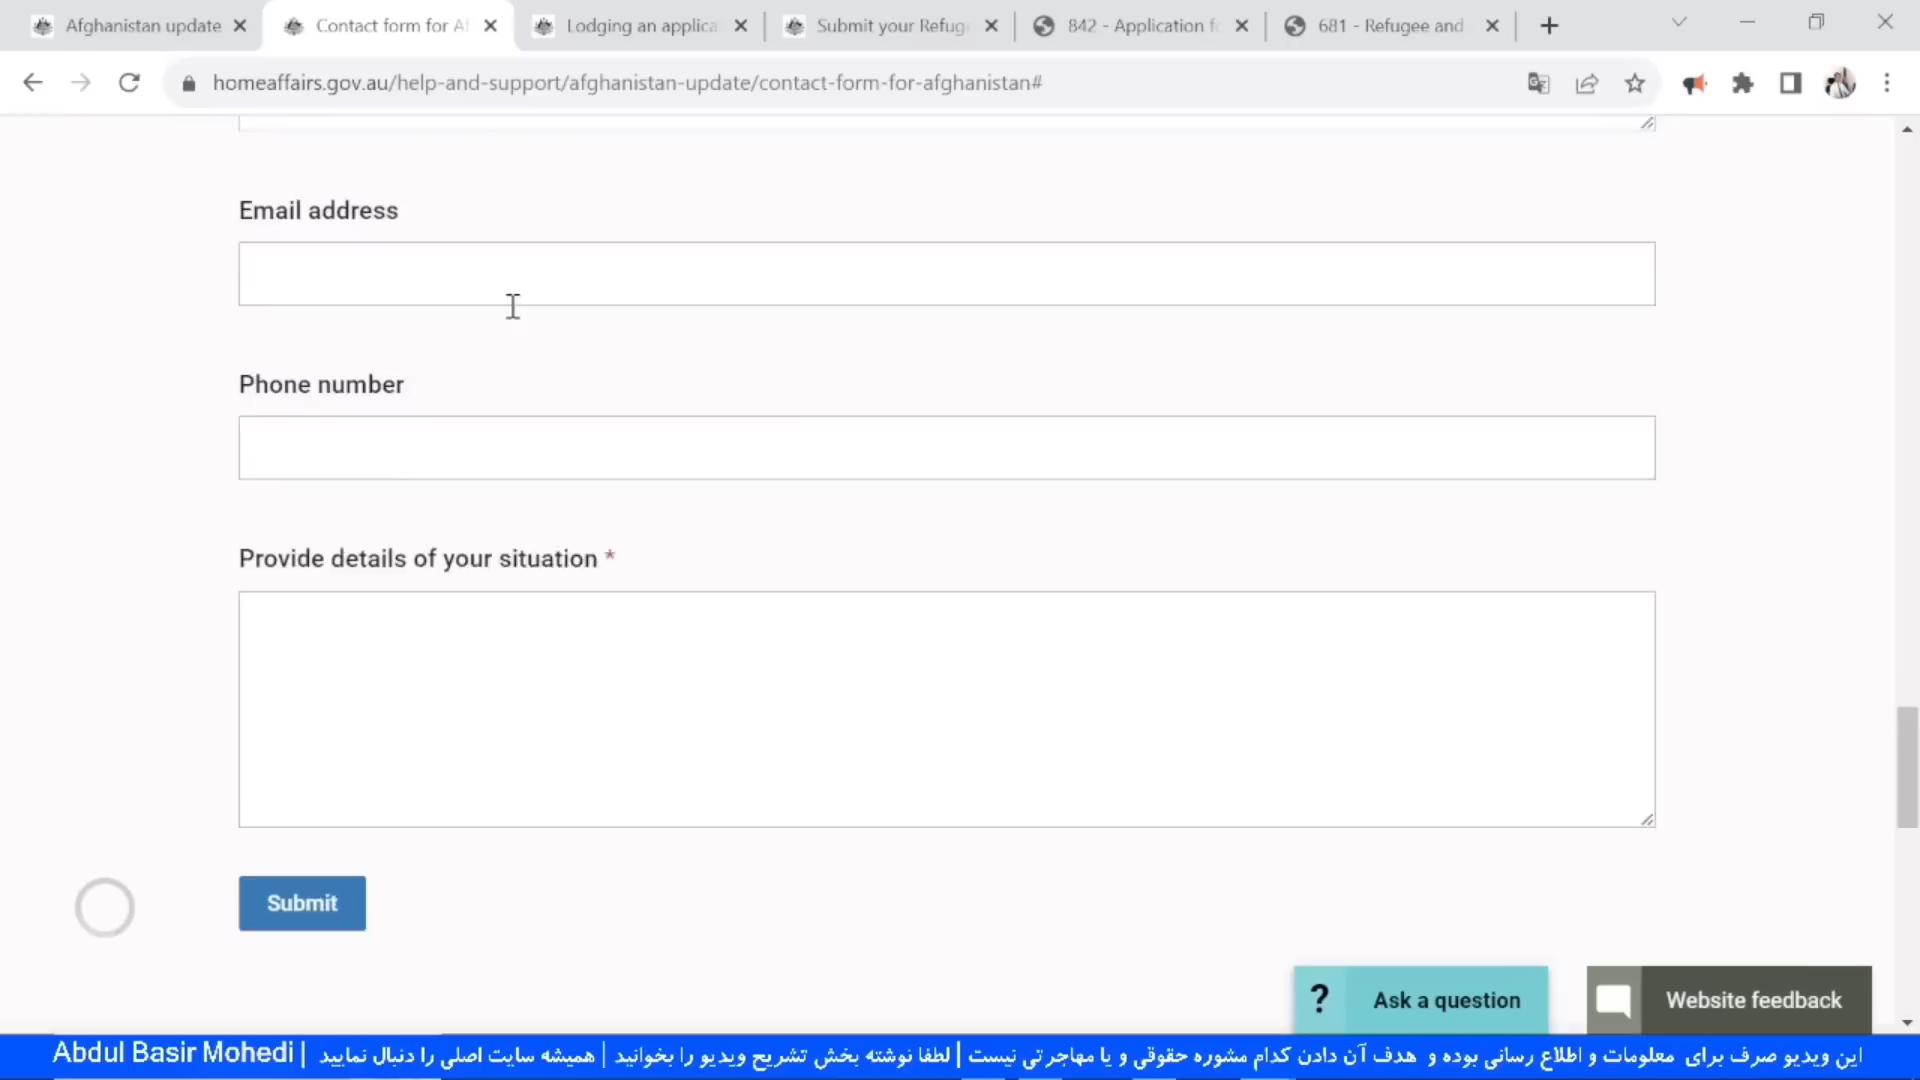 Afghanistan update
Contact form for Af
Lodging an applica
Submit your Refug
842 - Application fo
681 - Refugee and
homeaffairs.gov.au/help-and-support/afghanistan-update/contact-form-for-afghanistan#
Email address
Phone number
Provide details of your situation *
Submit
? Ask a question
Website feedback
Abdul Basir Mohedi | این ویدیو صرف برای معلومات و اطلاع رسانی بوده و هدف آن دادن کدام مشوره حقوقی و یا مهاجرتی نیست | لطفا نوشته بخش تشریح ویدیو را بخوانید | همیشه سایت اصلی را دنبال نمایید